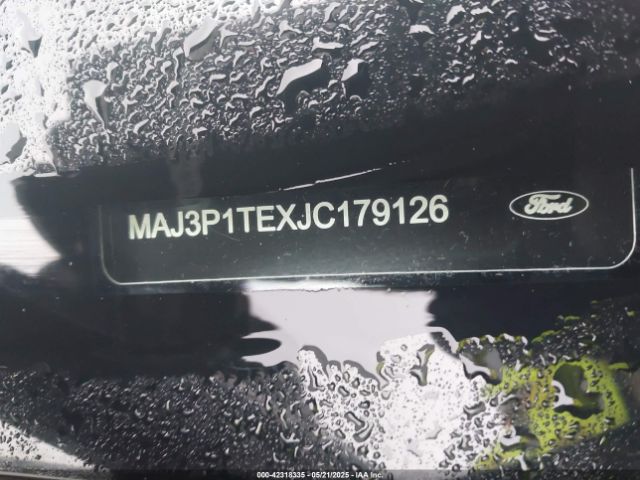 MAJ3P1TEXJC179126
Ford
000-42318335 - 05/21/2025 - © IAA Inc.